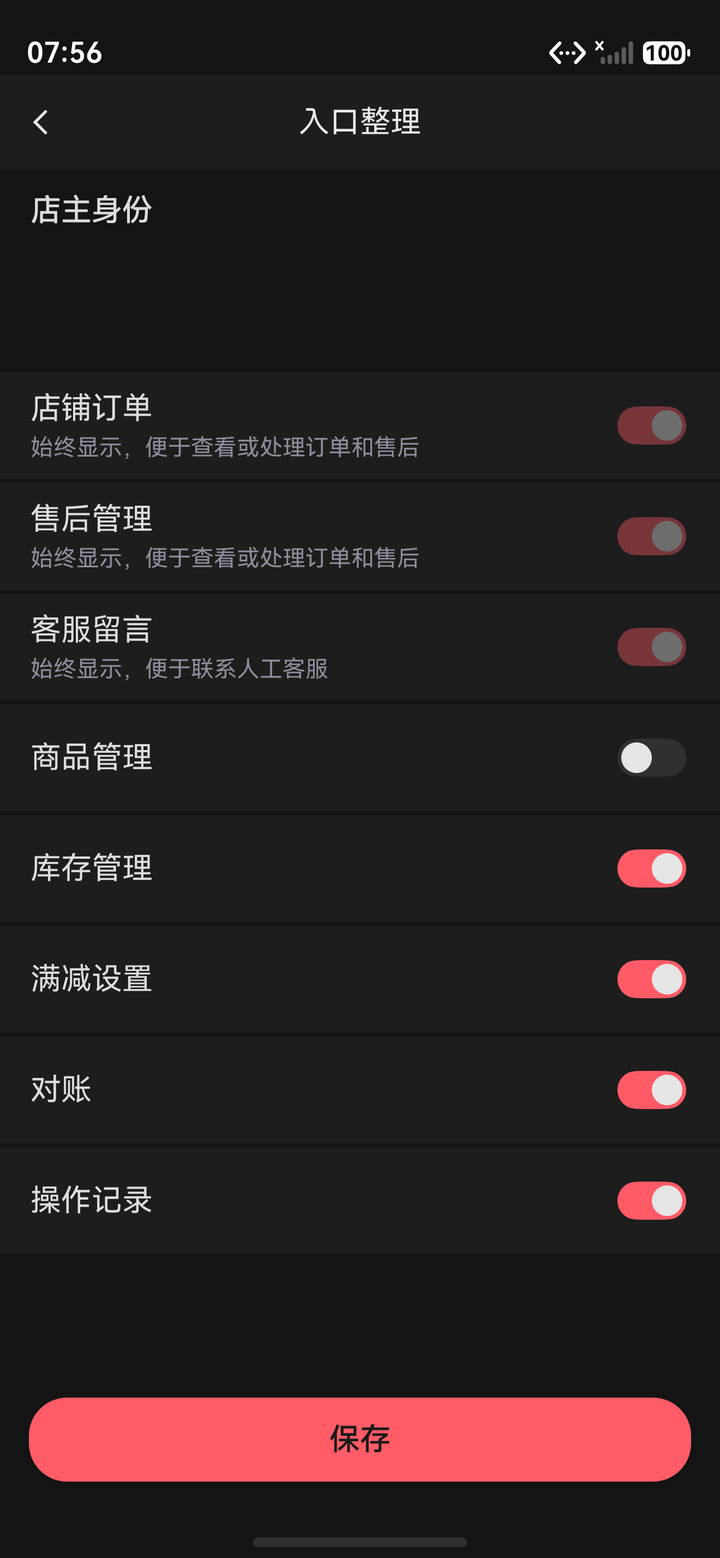 07:56
100
入口整理
店主身份
店铺订单
始终显示，便于查看或处理订单和售后
售后管理
始终显示，便于查看或处理订单和售后
客服留言
始终显示，便于联系人工客服
商品管理
库存管理
满减设置
对账
操作记录
保存